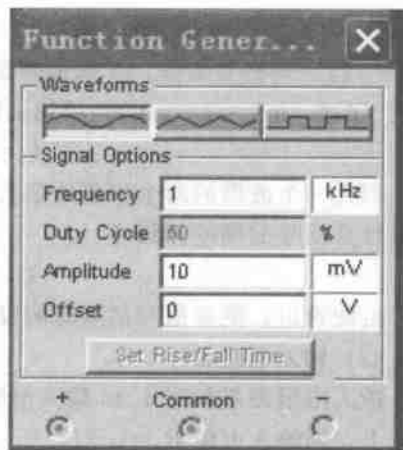 Function Gener...
Waveforms
Signal Options
Frequency 1 kHz
Duty Cycle 50 %
Amplitude 10 mV
Offset 0 V
Set Rise/Fall Time
+ Common −